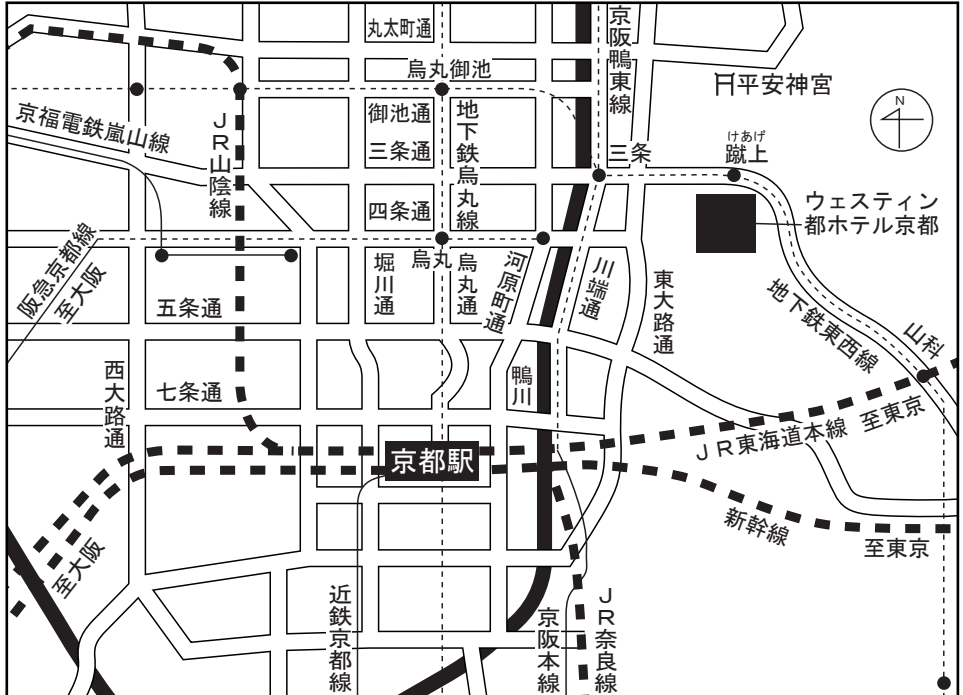 丸太町通
京阪鴨東線
烏丸御池
平安神宮
N
京福電鉄嵐山線
JR山陰線
御池通
地下鉄烏丸線
三条通
三条
けあげ
蹴上
四条通
ウェスティン
都ホテル京都
阪急京都線
至大阪
烏丸
堀川通
烏丸通
河原町通
川端通
東大路通
五条通
地下鉄東西線
山科
西大路通
七条通
鴨川
京都駅
JR東海道本線
至東京
新幹線
至東京
至大阪
近鉄京都線
京阪本線
JR奈良線